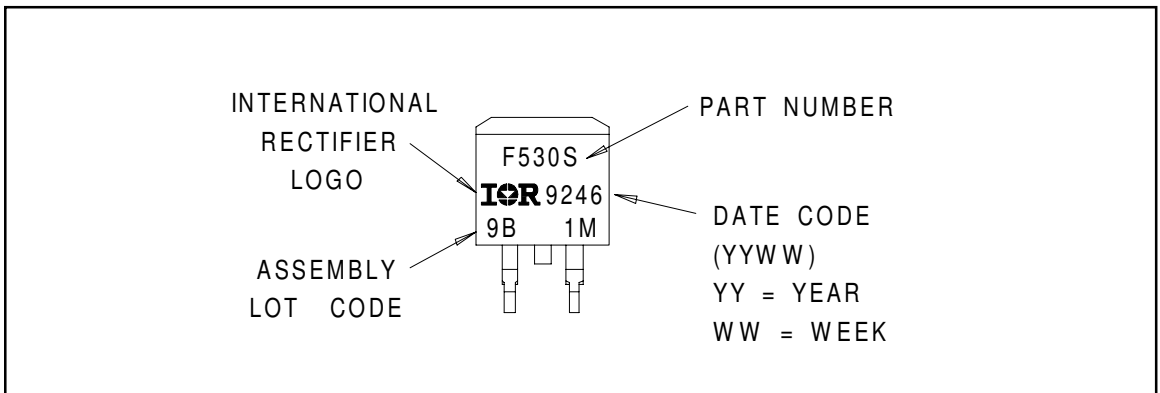 INTERNATIONAL
RECTIFIER
LOGO
ASSEMBLY
LOT CODE
F530S
IOR 9246
9B 1M
PART NUMBER
DATE CODE
(YYWW)
YY = YEAR
WW = WEEK